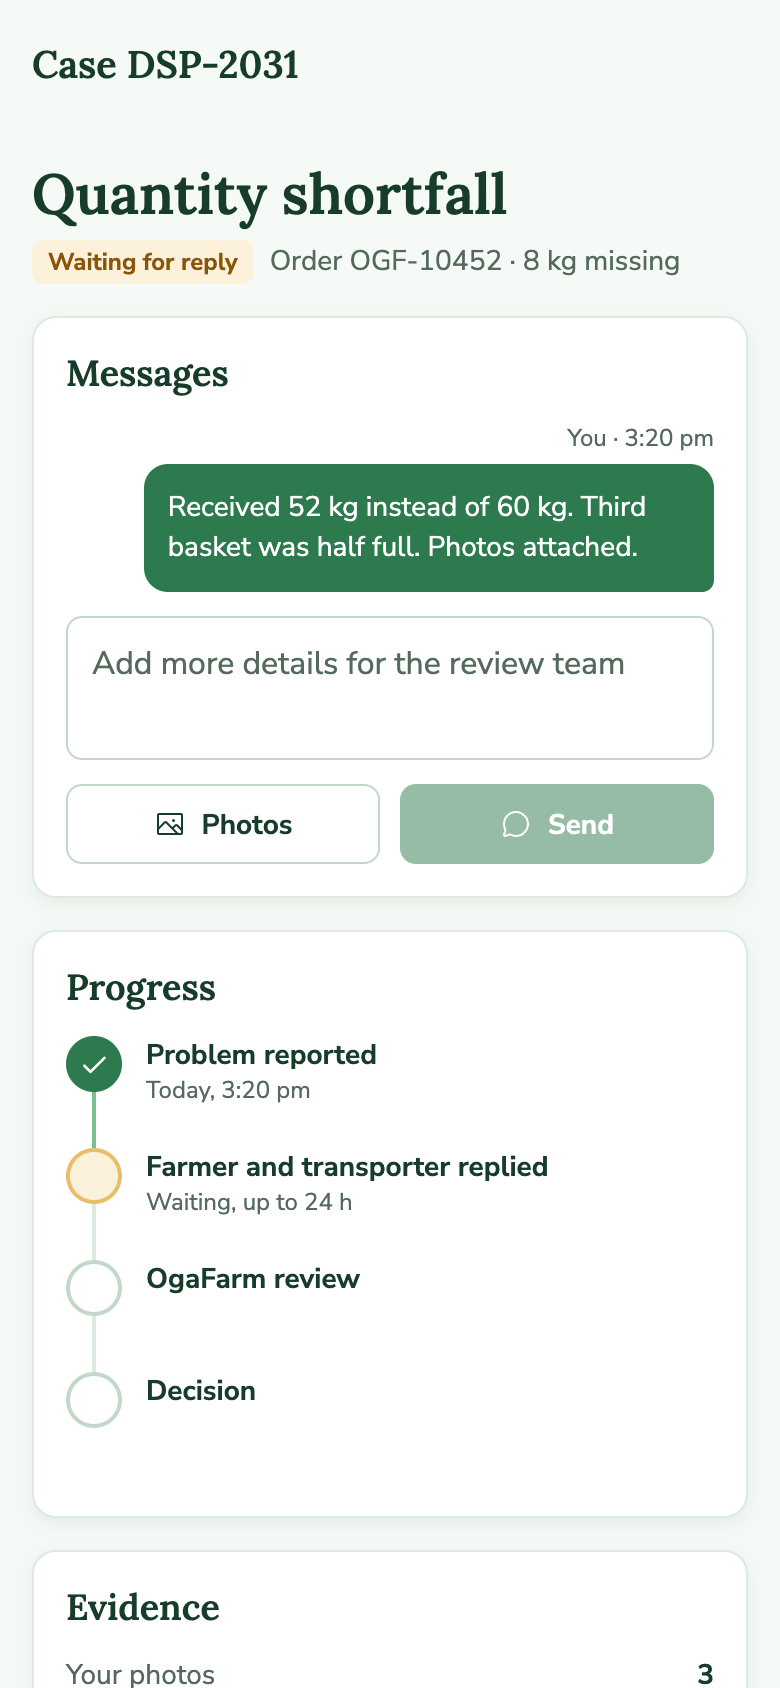 Case DSP-2031
Quantity shortfall
Waiting for reply
Order OGF-10452 · 8 kg missing
Messages
You · 3:20 pm
Received 52 kg instead of 60 kg. Third
basket was half full. Photos attached.
Add more details for the review team
Photos
Send
Progress
Problem reported
Today, 3:20 pm
Farmer and transporter replied
Waiting, up to 24 h
OgaFarm review
Decision
Evidence
Your photos 3